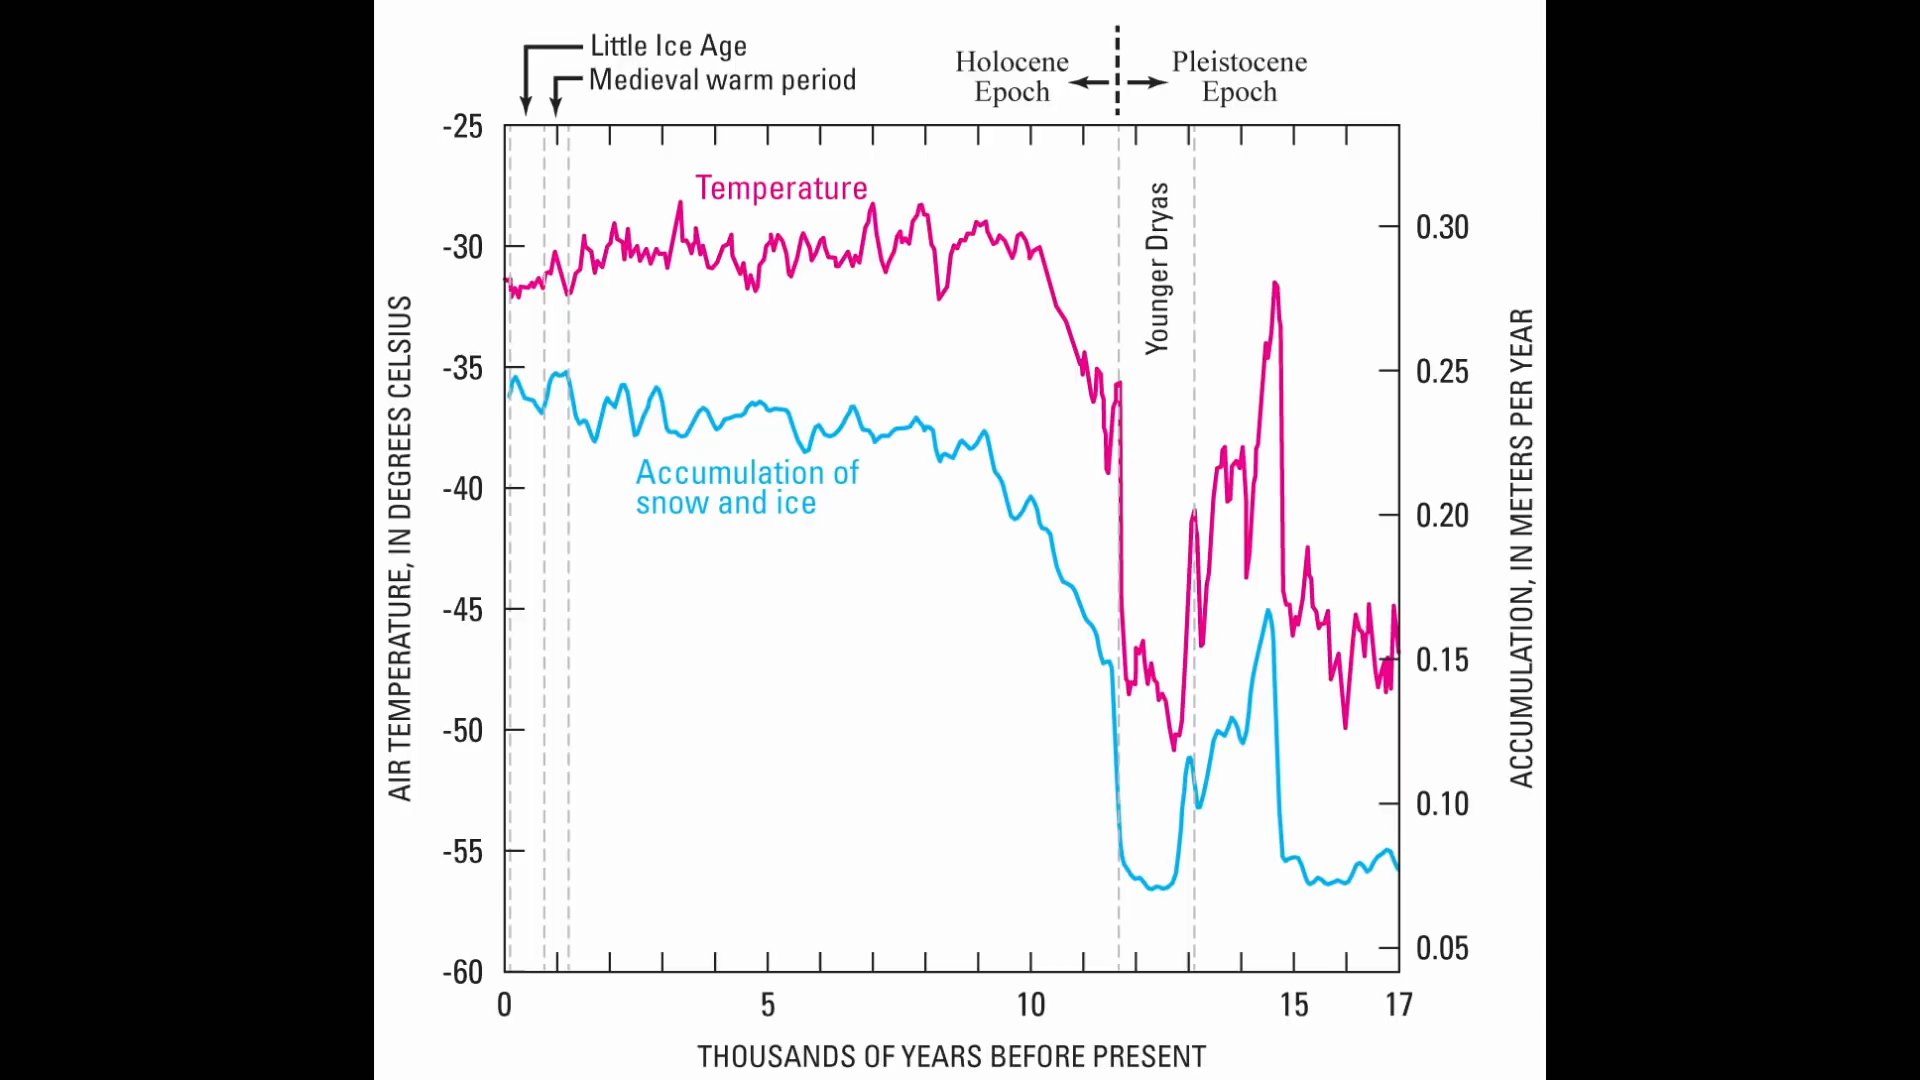 Little Ice Age
Medieval warm period
Holocene
Epoch
Pleistocene
Epoch
-25
-30
-35
-40
-45
-50
-55
-60
AIR TEMPERATURE, IN DEGREES CELSIUS
Temperature
Accumulation of
snow and ice
Younger Dryas
0.30
0.25
0.20
0.15
0.10
0.05
ACCUMULATION, IN METERS PER YEAR
0
5
10
15
17
THOUSANDS OF YEARS BEFORE PRESENT